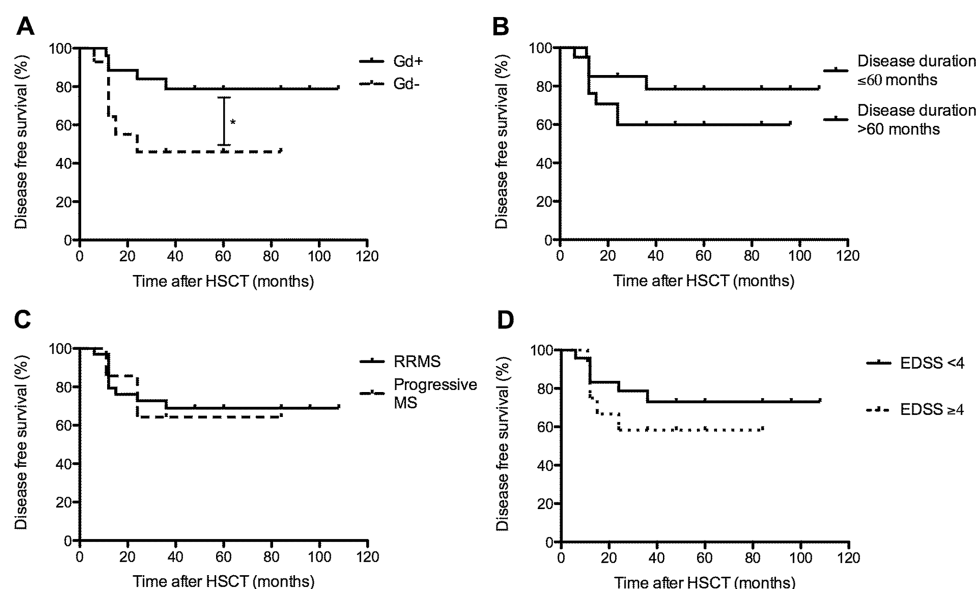 A
Disease free survival (%)
100
80
60
40
20
0
0 20 40 60 80 100 120
Time after HSCT (months)
Gd+
Gd-
*
B
Disease free survival (%)
100
80
60
40
20
0
0 20 40 60 80 100 120
Time after HSCT (months)
Disease duration
≤60 months
Disease duration
>60 months
C
Disease free survival (%)
100
80
60
40
20
0
0 20 40 60 80 100 120
Time after HSCT (months)
RRMS
Progressive
MS
D
Disease free survival (%)
100
80
60
40
20
0
0 20 40 60 80 100 120
Time after HSCT (months)
EDSS <4
EDSS ≥4